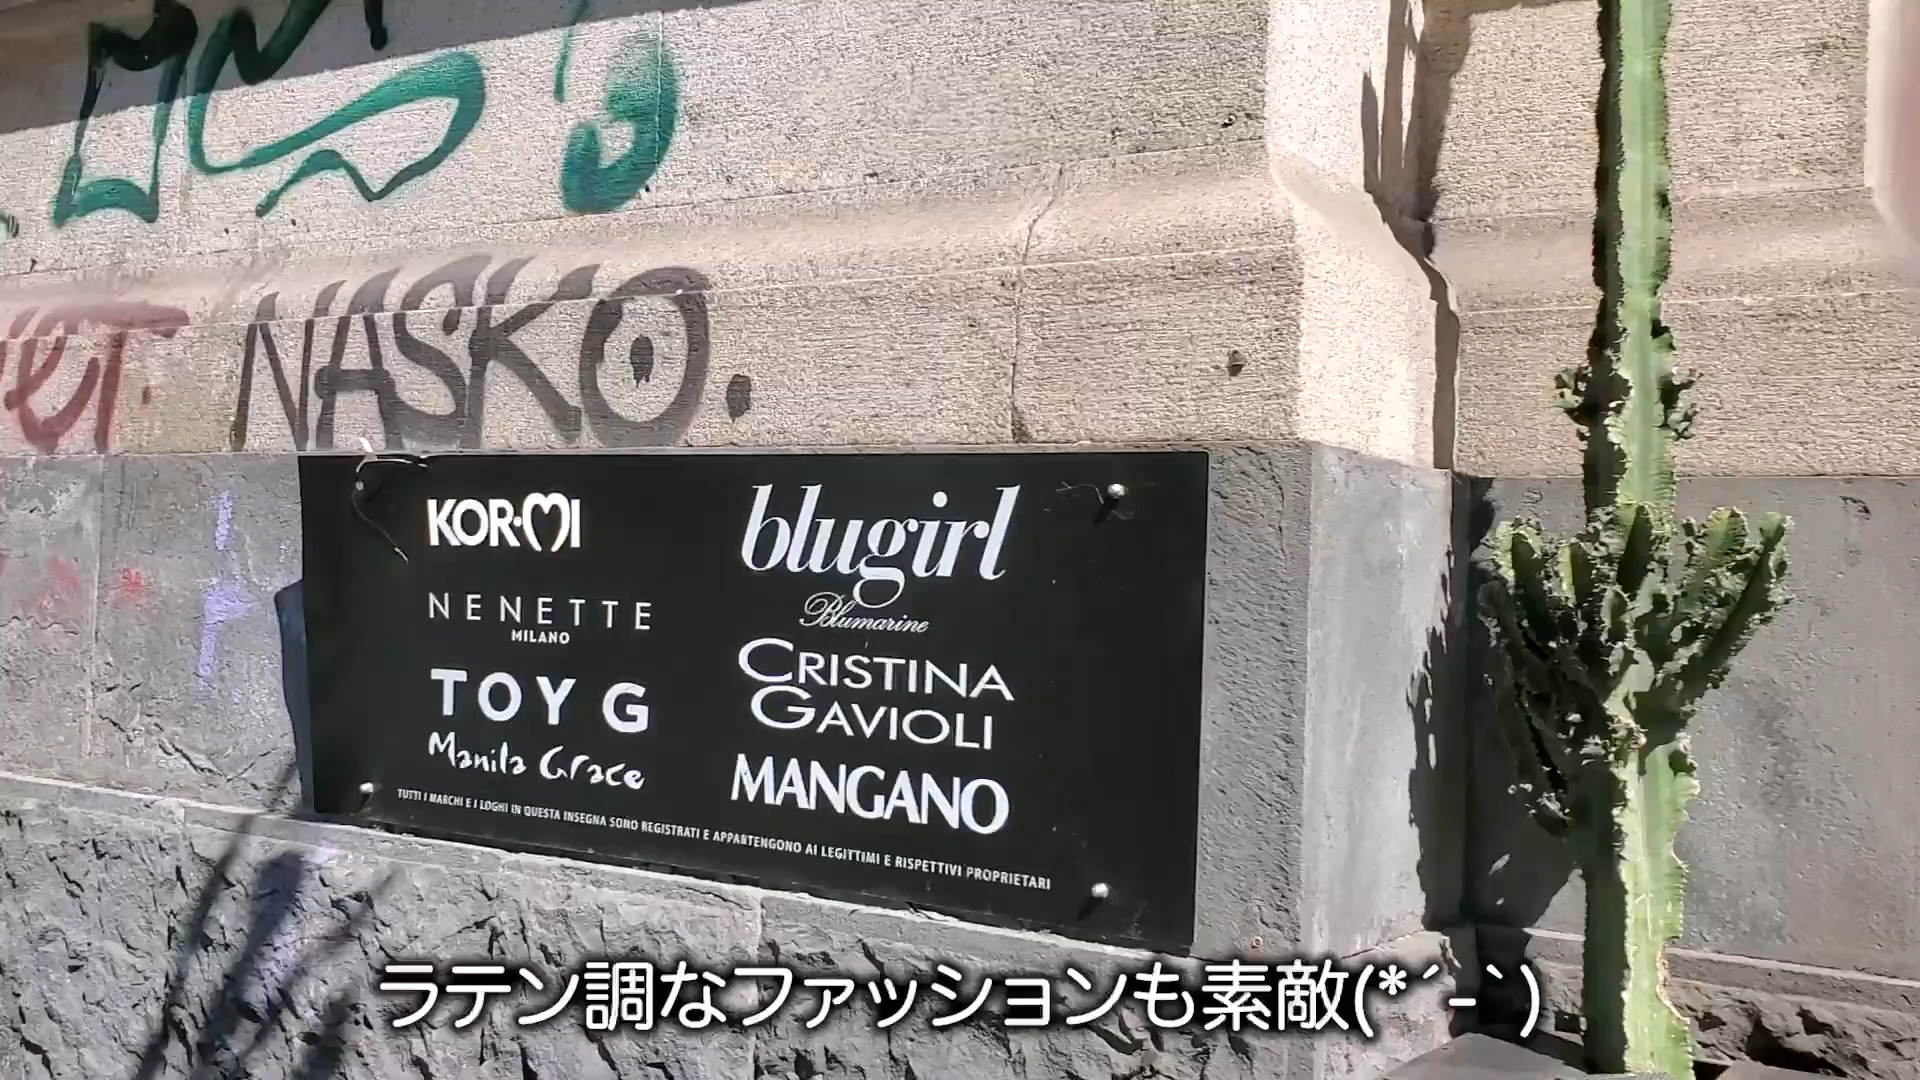 NASKO.
KOR·MI
NENETTE
MILANO
TOY G
Manila Grace
blugirl
Blumarine
CRISTINA
GAVIOLI
MANGANO
TUTTI I MARCHI E I LOGHI IN QUESTA INSEGNA SONO REGISTRATI E APPARTENGONO AI LEGITTIMI E RISPETTIVI PROPRIETARI
ラテン調なファッションも素敵(*´-`)